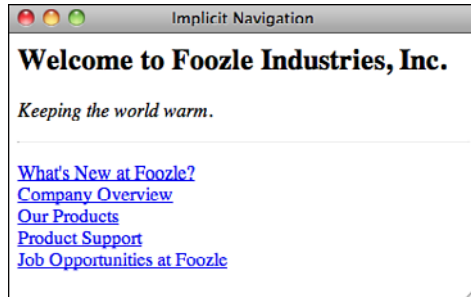 Implicit Navigation
Welcome to Foozle Industries, Inc.
Keeping the world warm.
What's New at Foozle?
Company Overview
Our Products
Product Support
Job Opportunities at Foozle